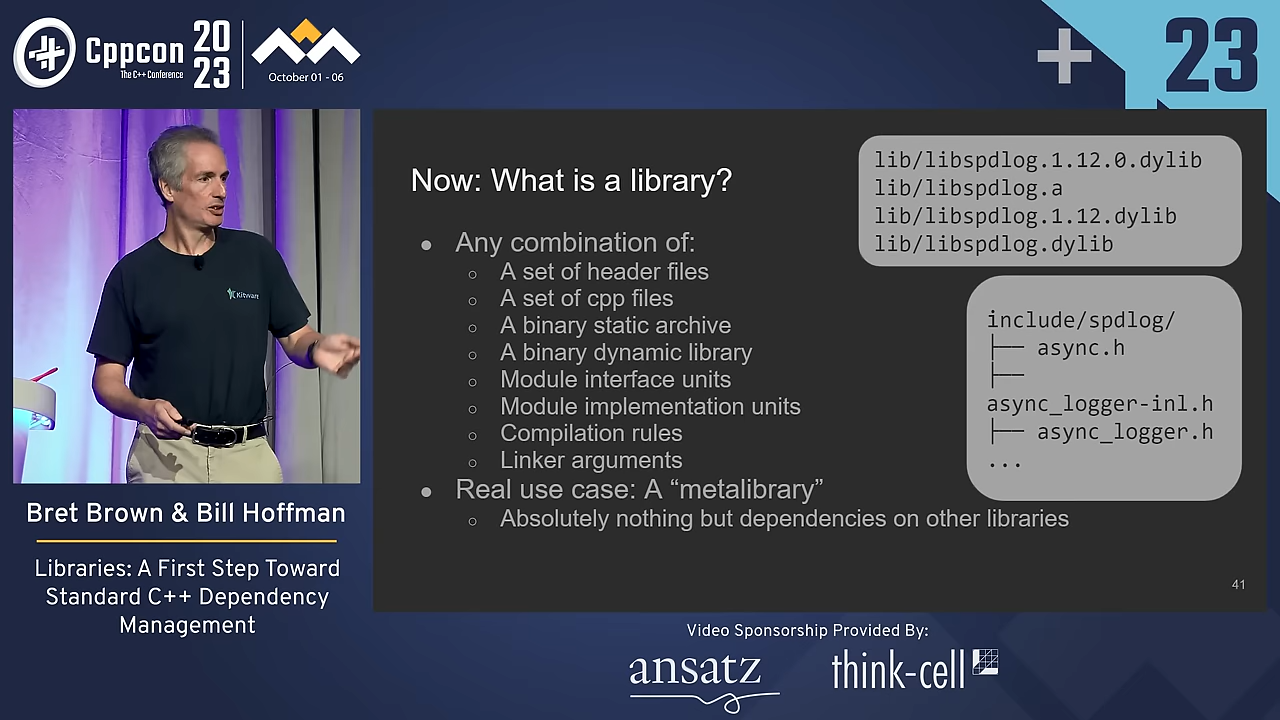 Cppcon
The C++ Conference
20
23
October 01 - 06
23
Kitware
Bret Brown & Bill Hoffman
Libraries: A First Step Toward
Standard C++ Dependency
Management
Now: What is a library?
● Any combination of:
○ A set of header files
○ A set of cpp files
○ A binary static archive
○ A binary dynamic library
○ Module interface units
○ Module implementation units
○ Compilation rules
○ Linker arguments
● Real use case: A “metalibrary”
○ Absolutely nothing but dependencies on other libraries
lib/libspdlog.1.12.0.dylib
lib/libspdlog.a
lib/libspdlog.1.12.dylib
lib/libspdlog.dylib
include/spdlog/
├── async.h
├──
async_logger-inl.h
├── async_logger.h
...
41
Video Sponsorship Provided By:
ansatz
think-cell